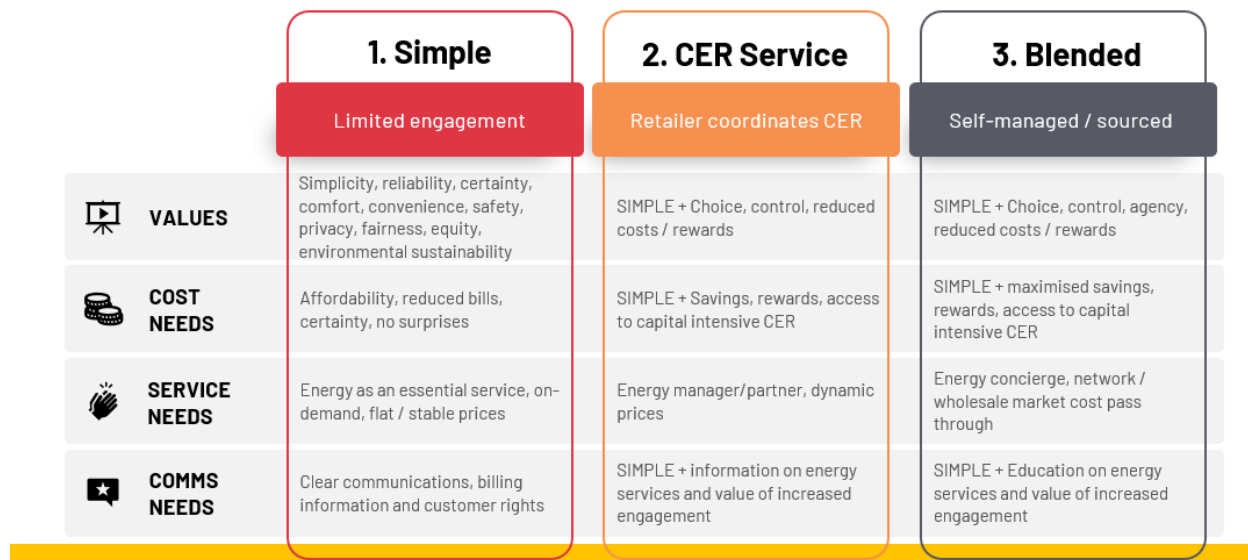 1. Simple
2. CER Service
3. Blended
Limited engagement
Retailer coordinates CER
Self-managed / sourced
VALUES
Simplicity, reliability, certainty,
comfort, convenience, safety,
privacy, fairness, equity,
environmental sustainability
SIMPLE + Choice, control, reduced
costs / rewards
SIMPLE + Choice, control, agency,
reduced costs / rewards
COST
NEEDS
Affordability, reduced bills,
certainty, no surprises
SIMPLE + Savings, rewards, access
to capital intensive CER
SIMPLE + maximised savings,
rewards, access to capital
intensive CER
SERVICE
NEEDS
Energy as an essential service, on-
demand, flat / stable prices
Energy manager/partner, dynamic
prices
Energy concierge, network /
wholesale market cost pass
through
COMMS
NEEDS
Clear communications, billing
information and customer rights
SIMPLE + information on energy
services and value of increased
engagement
SIMPLE + Education on energy
services and value of increased
engagement